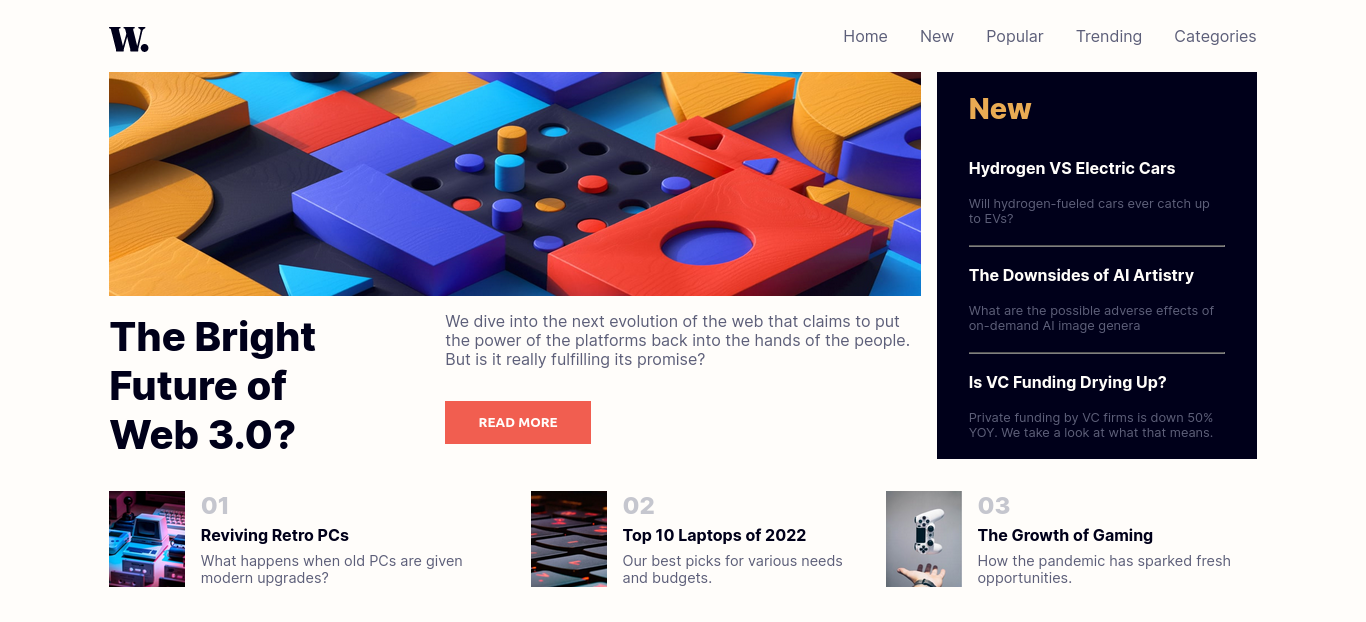 W.
Home New Popular Trending Categories
New
Hydrogen VS Electric Cars
Will hydrogen-fueled cars ever catch up
to EVs?
The Downsides of AI Artistry
What are the possible adverse effects of
on-demand AI image genera
Is VC Funding Drying Up?
Private funding by VC firms is down 50%
YOY. We take a look at what that means.
The Bright
Future of
Web 3.0?
We dive into the next evolution of the web that claims to put
the power of the platforms back into the hands of the people.
But is it really fulfilling its promise?
READ MORE
01
Reviving Retro PCs
What happens when old PCs are given
modern upgrades?
02
Top 10 Laptops of 2022
Our best picks for various needs
and budgets.
03
The Growth of Gaming
How the pandemic has sparked fresh
opportunities.